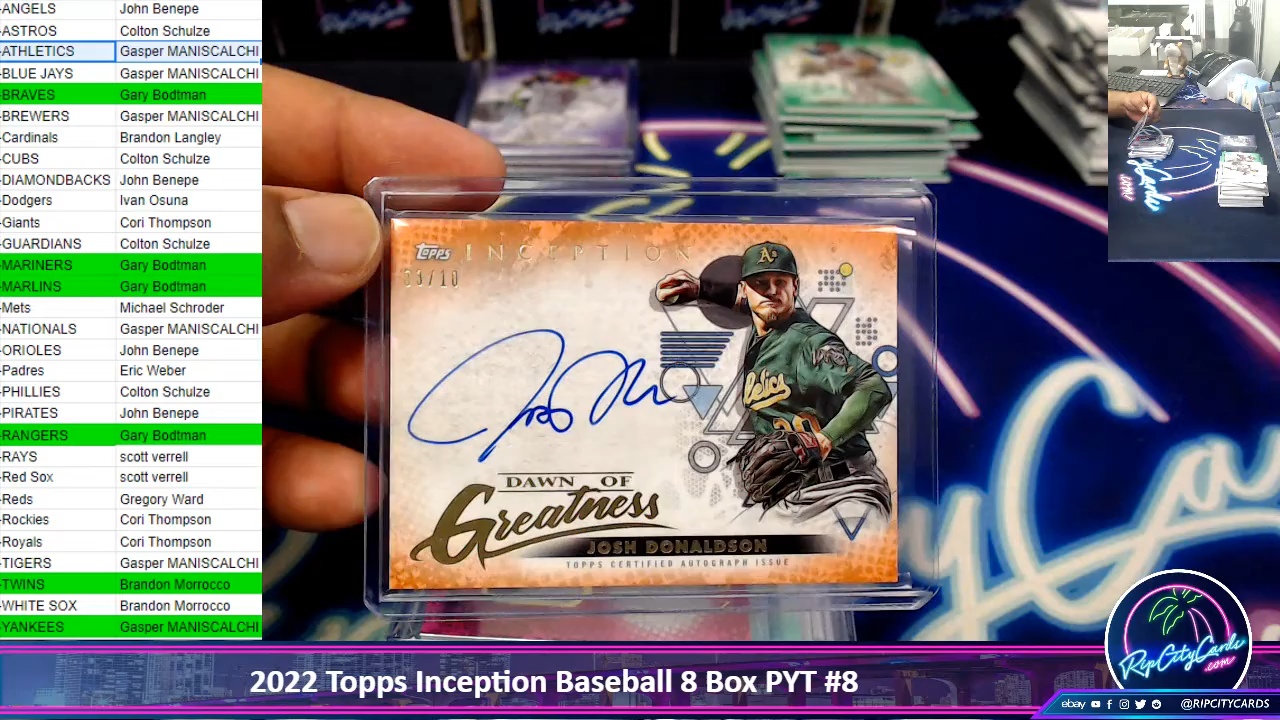 -ANGELS John Benepe
-ASTROS Colton Schulze
-ATHLETICS Gasper MANISCALCHI
-BLUE JAYS Gasper MANISCALCHI
-BRAVES Gary Bodtman
-BREWERS Gasper MANISCALCHI
-Cardinals Brandon Langley
-CUBS Colton Schulze
-DIAMONDBACKS John Benepe
-Dodgers Ivan Osuna
-Giants Cori Thompson
-GUARDIANS Colton Schulze
-MARINERS Gary Bodtman
-MARLINS Gary Bodtman
-Mets Michael Schroder
-NATIONALS Gasper MANISCALCHI
-ORIOLES John Benepe
-Padres Eric Weber
-PHILLIES Colton Schulze
-PIRATES John Benepe
-RANGERS Gary Bodtman
-RAYS scott verrell
-Red Sox scott verrell
-Reds Gregory Ward
-Rockies Cori Thompson
-Royals Cori Thompson
-TIGERS Gasper MANISCALCHI
-TWINS Brandon Morrocco
-WHITE SOX Brandon Morrocco
-YANKEES Gasper MANISCALCHI
Topps INCEPTION
/10
A's
letics
20
DAWN OF
Greatness
JOSH DONALDSON
TOPPS CERTIFIED AUTOGRAPH ISSUE
yC
RipCityCards
.com
2022 Topps Inception Baseball 8 Box PYT #8
ebay @RIPCITYCARDS